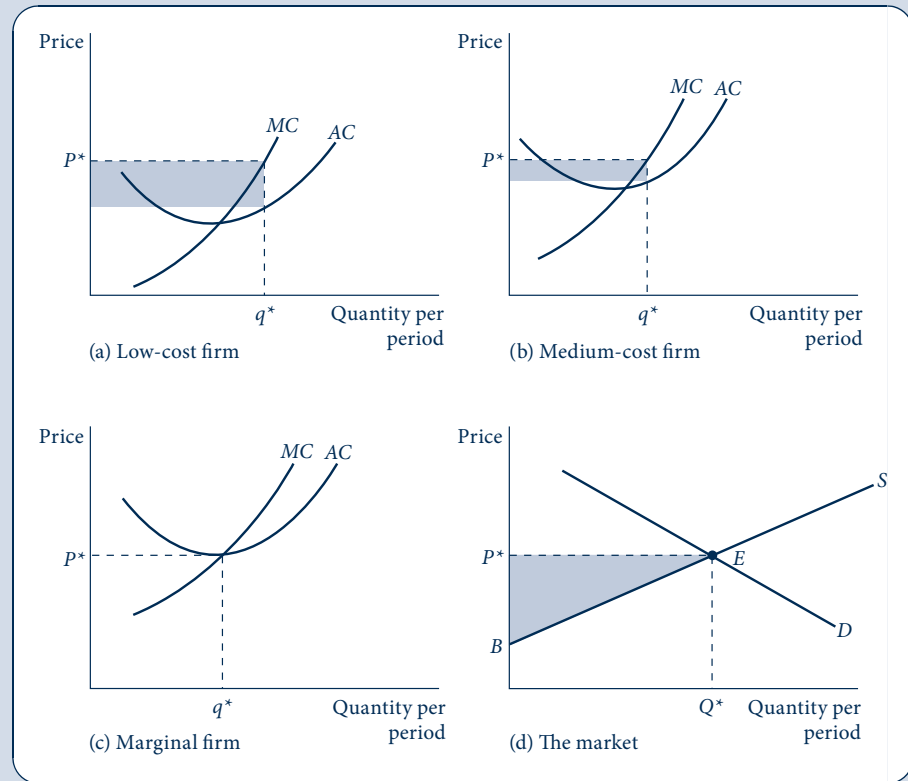 Price
MC
AC
P*
q*
Quantity per
period
(a) Low-cost firm
Price
MC
AC
P*
q*
Quantity per
period
(b) Medium-cost firm
Price
MC
AC
P*
q*
Quantity per
period
(c) Marginal firm
Price
S
P*
E
D
B
Q*
Quantity per
period
(d) The market